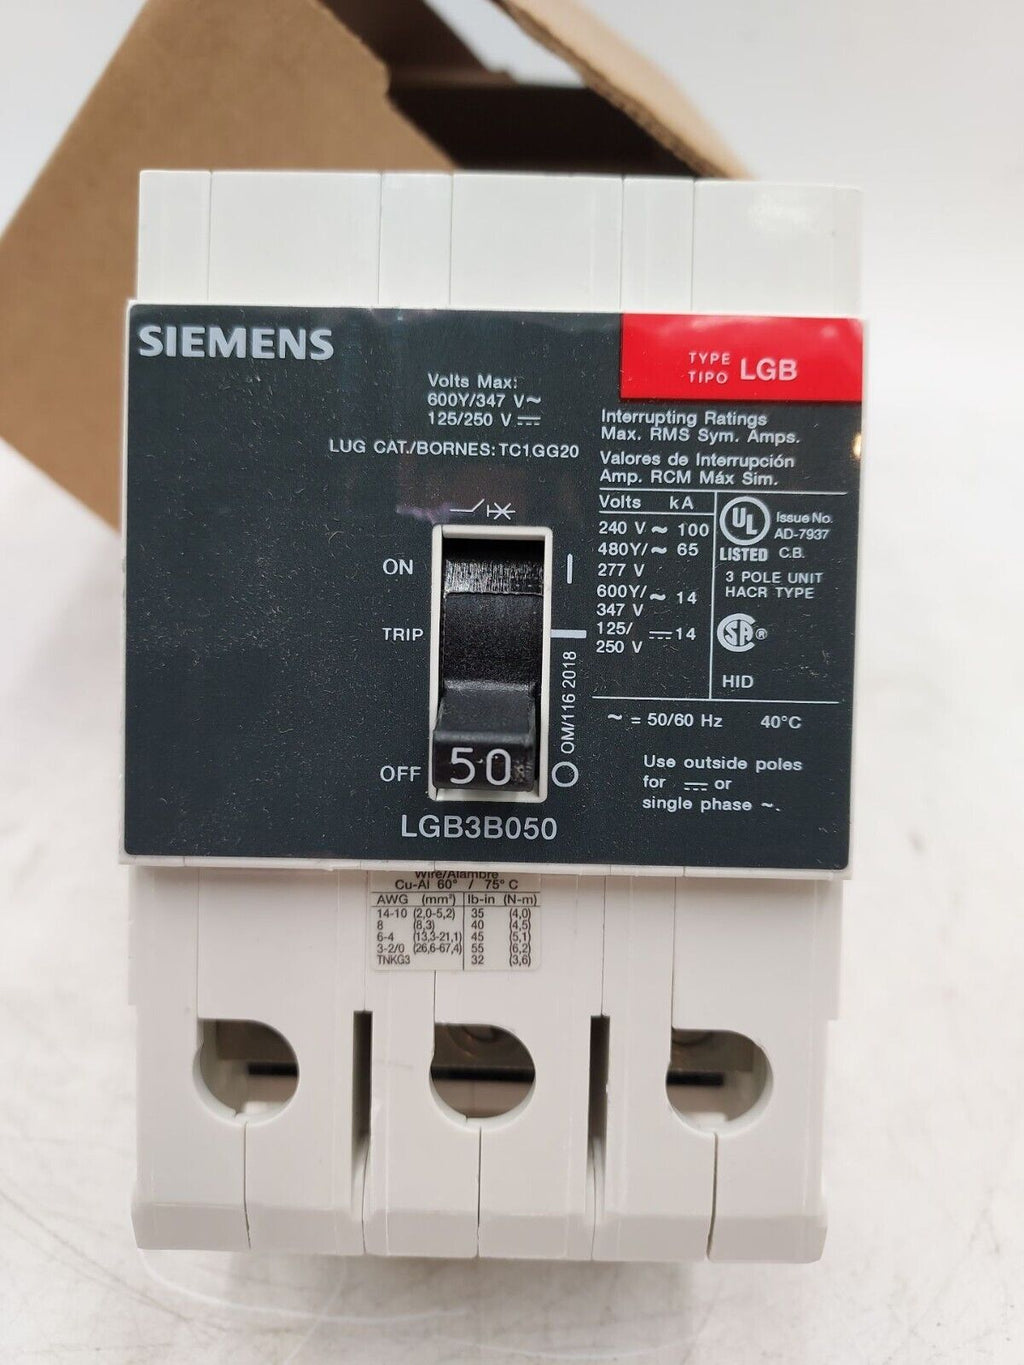 SIEMENS
TYPE
TIPO LGB
Volts Max:
600Y/347 V~
125/250 V ⎓
LUG CAT./BORNES: TC1GG20
Interrupting Ratings
Max. RMS Sym. Amps.
Valores de Interrupción
Amp. RCM Máx Sim.
Volts kA
240 V ~ 100
480Y/ ~ 65
277 V
600Y/ ~ 14
347 V
125/ ⎓ 14
250 V
UL ® Issue No.
AD-7937
LISTED C.B.
3 POLE UNIT
HACR TYPE
SA ®
HID
~ = 50/60 Hz 40°C
Use outside poles
for ⎓ or
single phase ~.
ON
TRIP
OFF
OM/116 2018
50
LGB3B050
Wire/Alambre
Cu-Al 60° / 75° C
AWG (mm²) lb-in (N-m)
14-10 (2,0-5,2) 35 (4,0)
8 (8,3) 40 (4,5)
6-4 (13,3-21,1) 45 (5,1)
3-2/0 (26,6-67,4) 55 (6,2)
TNKG3 32 (3,6)